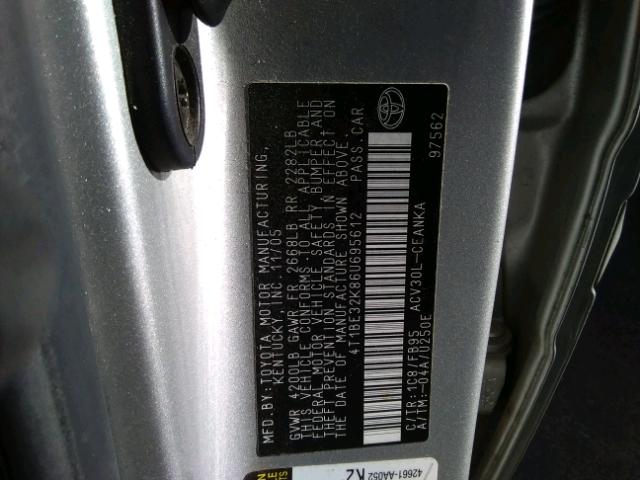 MFD.BY:TOYOTA MOTOR MANUFACTURING,
KENTUCKY, INC. 11/05
GVWR 4200LB GAWR FR 2668LB RR 2282LB
THIS VEHICLE CONFORMS TO ALL APPLICABLE
FEDERAL MOTOR VEHICLE SAFETY, BUMPER AND
THEFT PREVENTION STANDARDS IN EFFECT ON
THE DATE OF MANUFACTURE SHOWN ABOVE.
4T1BE32K86U695612 PASS.CAR
C/TR:1C8/FB95 ACV30L-CEANKA
A/TM:-04A/U250E
97562
42661-AA052